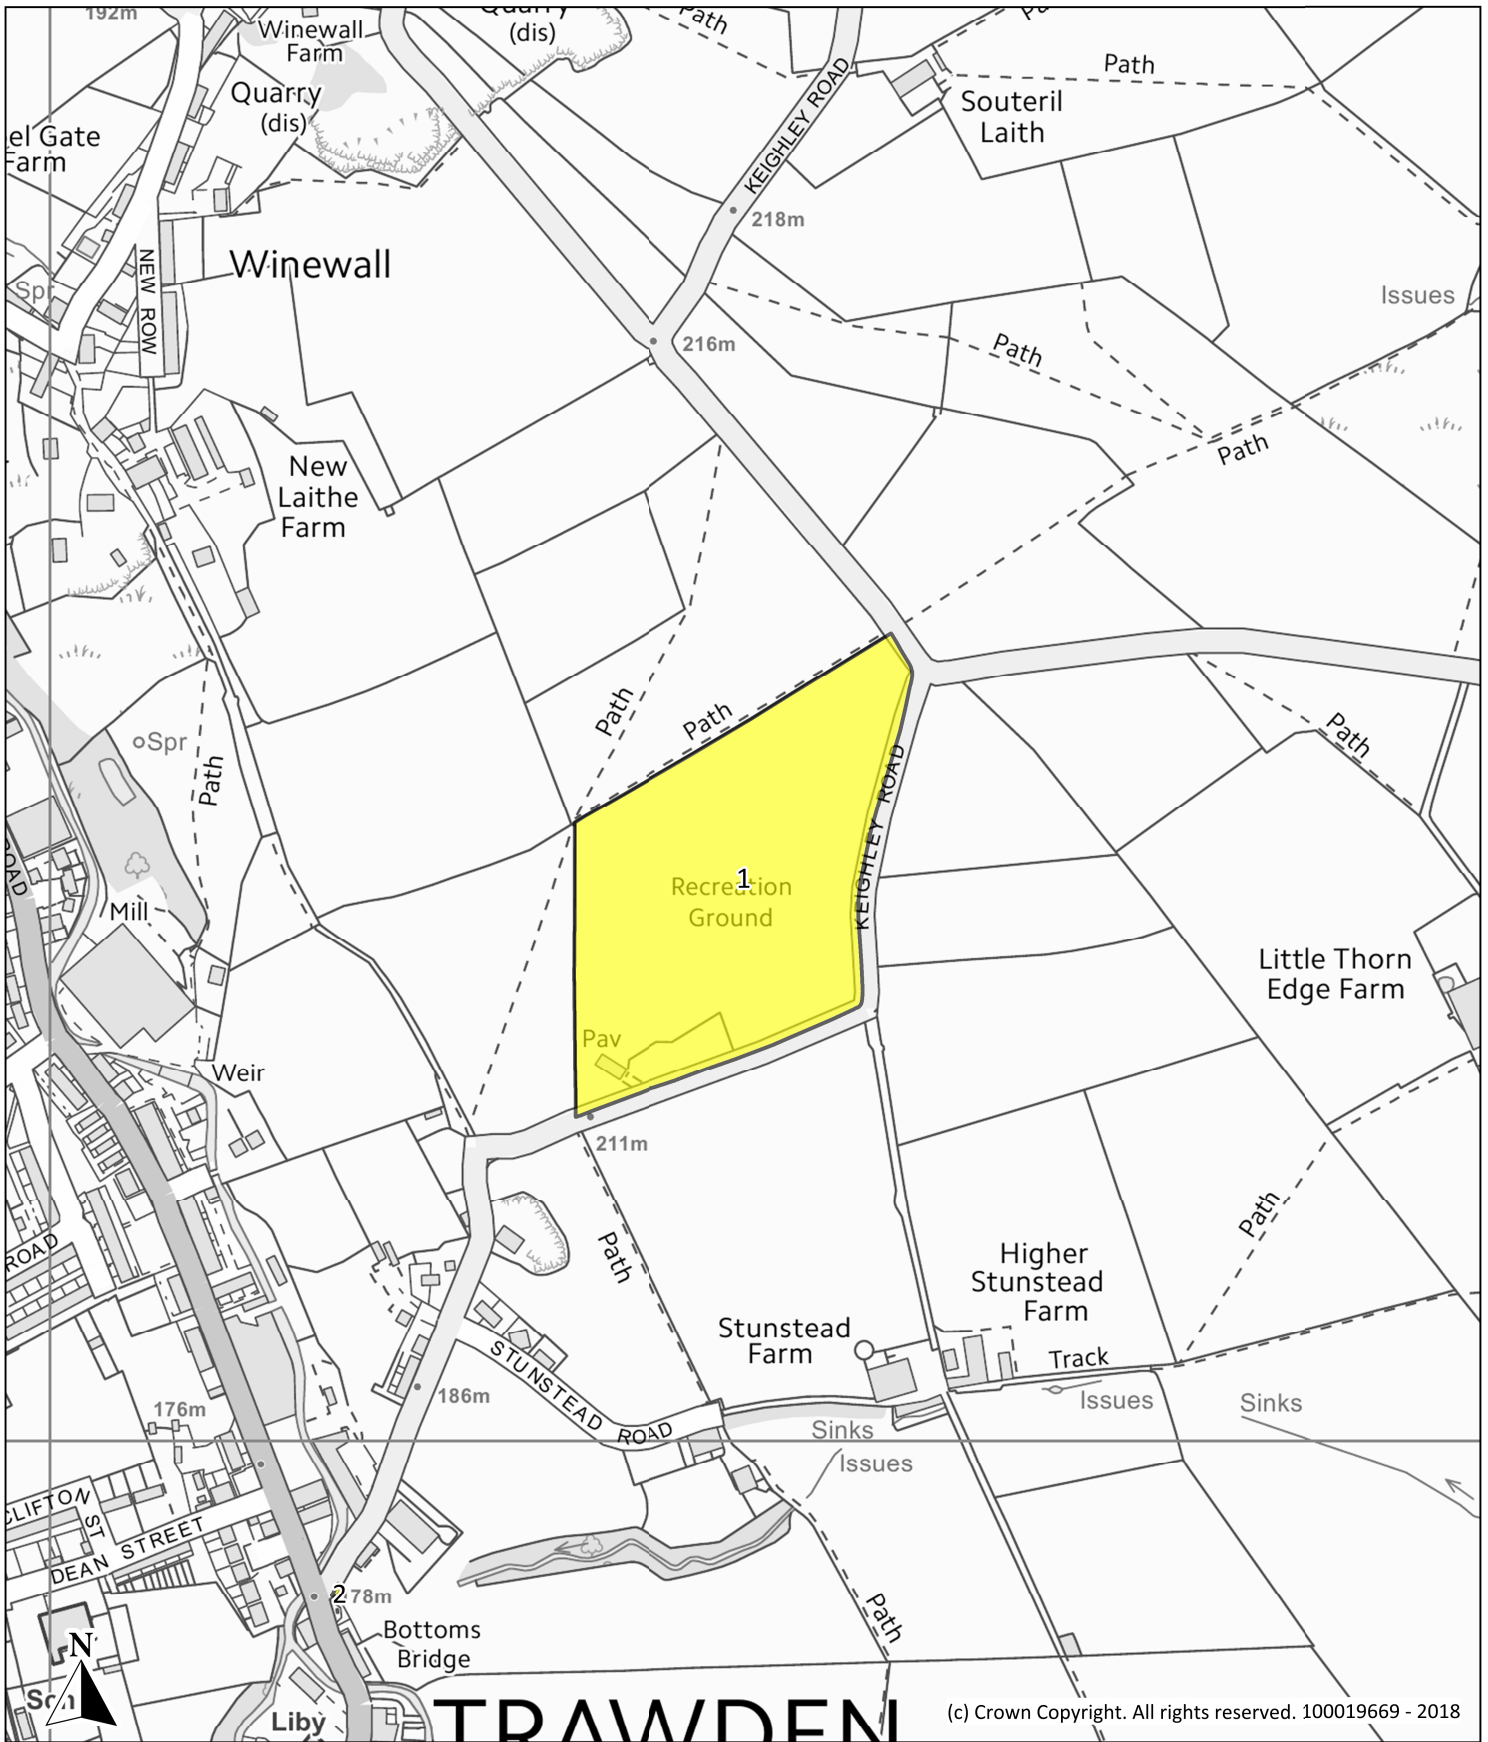 192m
Winewall
Farm
Quarry
(dis)
Path
KEIGHLEY ROAD
Path
Souteril
Laith
Quarry
(dis)
el Gate
Farm
218m
NEW ROW
Winewall
Spr
Issues
216m
Path
Path
New
Laithe
Farm
Path
Path
Path
Spr
Path
KEIGHLEY ROAD
ROAD
1
Recreation
Ground
Mill
Little Thorn
Edge Farm
Pav
Weir
211m
Path
Path
ROAD
Higher
Stunstead
Farm
Stunstead
Farm
Track
STUNSTEAD ROAD
186m
Issues
Sinks
176m
Sinks
Issues
CLIFTON
ST
DEAN STREET
2
78m
Path
Bottoms
Bridge
N
Sch
Liby
TRAWDEN
(c) Crown Copyright. All rights reserved. 100019669 - 2018